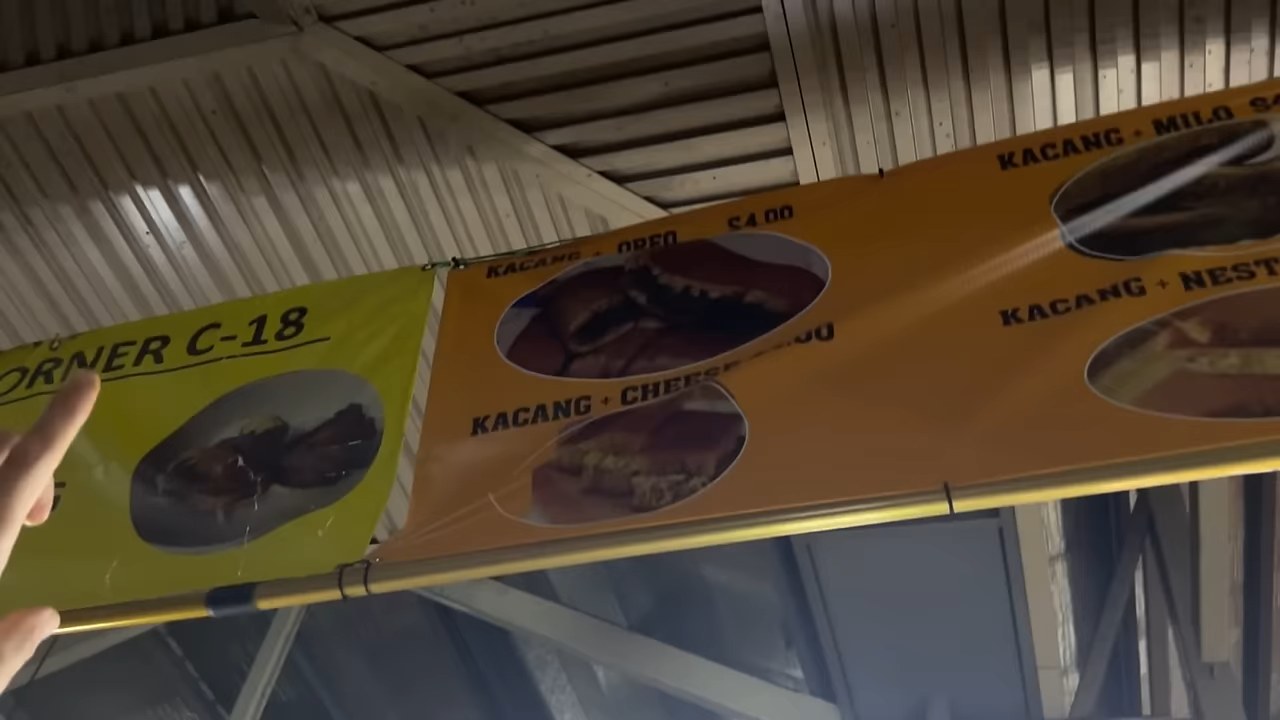 ORNER C-18
KACANG + OREO $4.00
KACANG + CHEESE
KACANG + MILO
KACANG + NEST